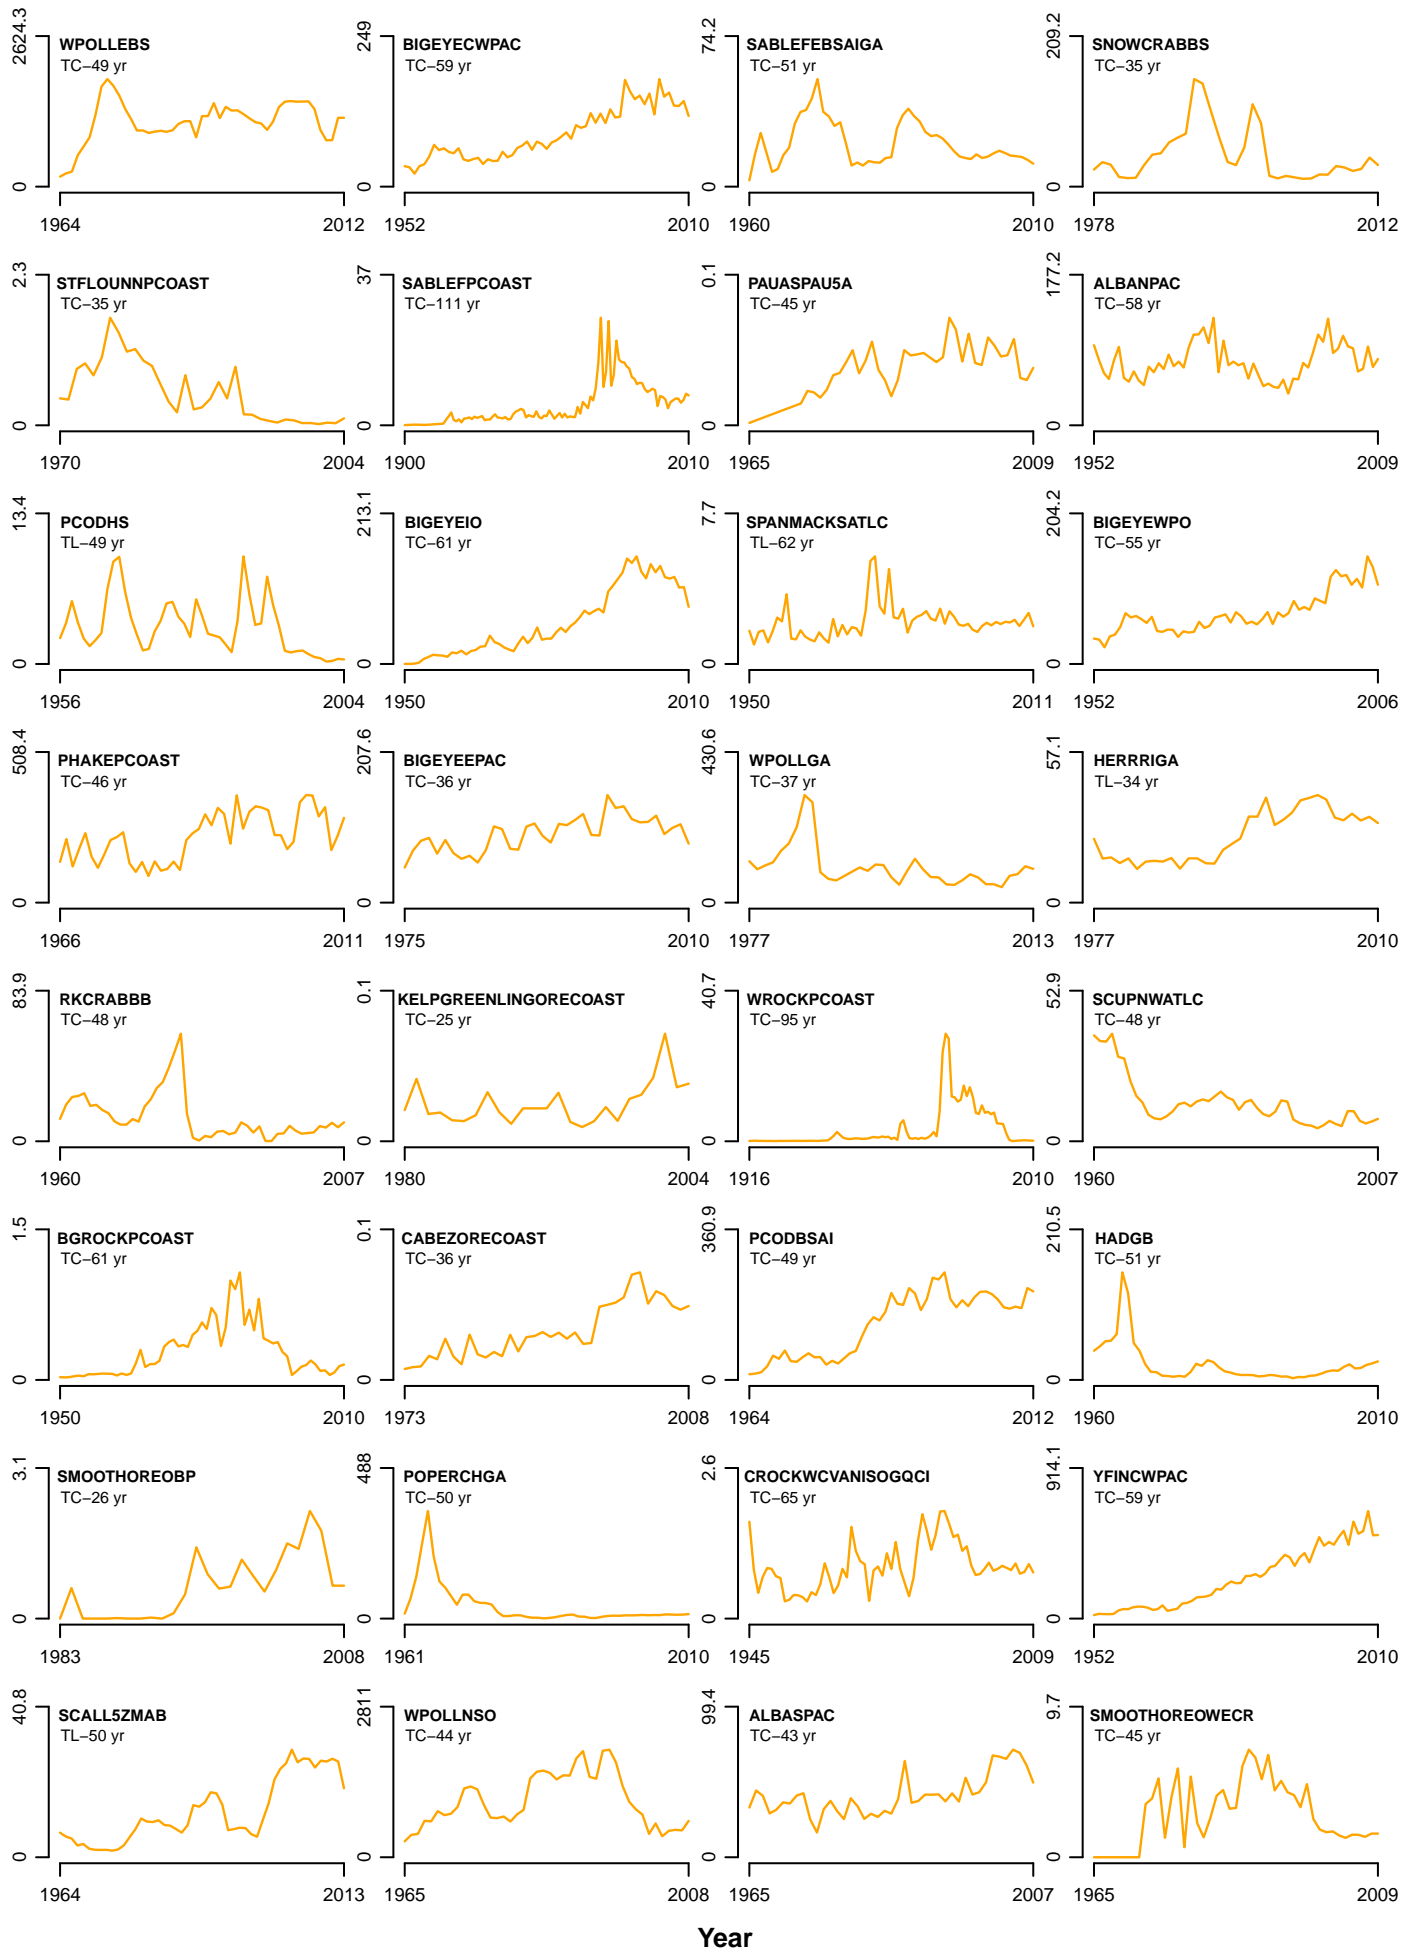 2624.3
WPOLLEBS
TC−49 yr
0
1964
2012
249
BIGEYECWPAC
TC−59 yr
0
1952
2010
74.2
SABLEFEBSAIGA
TC−51 yr
0
1960
2010
209.2
SNOWCRABBS
TC−35 yr
0
1978
2012
2.3
STFLOUNNPCOAST
TC−35 yr
0
1970
2004
37
SABLEFPCOAST
TC−111 yr
0
1900
2010
0.1
PAUASPAU5A
TC−45 yr
0
1965
2009
177.2
ALBANPAC
TC−58 yr
0
1952
2009
13.4
PCODHS
TL−49 yr
0
1956
2004
213.1
BIGEYEIO
TC−61 yr
0
1950
2010
7.7
SPANMACKSATLC
TL−62 yr
0
1950
2011
204.2
BIGEYEWPO
TC−55 yr
0
1952
2006
508.4
PHAKEPCOAST
TC−46 yr
0
1966
2011
207.6
BIGEYEEPAC
TC−36 yr
0
1975
2010
430.6
WPOLLGA
TC−37 yr
0
1977
2013
57.1
HERRRIGA
TL−34 yr
0
1977
2010
83.9
RKCRABBB
TC−48 yr
0
1960
2007
0.1
KELPGREENLINGORECOAST
TC−25 yr
0
1980
2004
40.7
WROCKPCOAST
TC−95 yr
0
1916
2010
52.9
SCUPNWATLC
TC−48 yr
0
1960
2007
1.5
BGROCKPCOAST
TC−61 yr
0
1950
2010
0.1
CABEZORECOAST
TC−36 yr
0
1973
2008
360.9
PCODBSAI
TC−49 yr
0
1964
2012
210.5
HADGB
TC−51 yr
0
1960
2010
3.1
SMOOTHOREOBP
TC−26 yr
0
1983
2008
488
POPERCHGA
TC−50 yr
0
1961
2010
2.6
CROCKWCVANISOGQCI
TC−65 yr
0
1945
2009
914.1
YFINCWPAC
TC−59 yr
0
1952
2010
40.8
SCALL5ZMAB
TL−50 yr
0
1964
2013
2811
WPOLLNSO
TC−44 yr
0
1965
2008
99.4
ALBASPAC
TC−43 yr
0
1965
2007
9.7
SMOOTHOREOWECR
TC−45 yr
0
1965
2009
Year